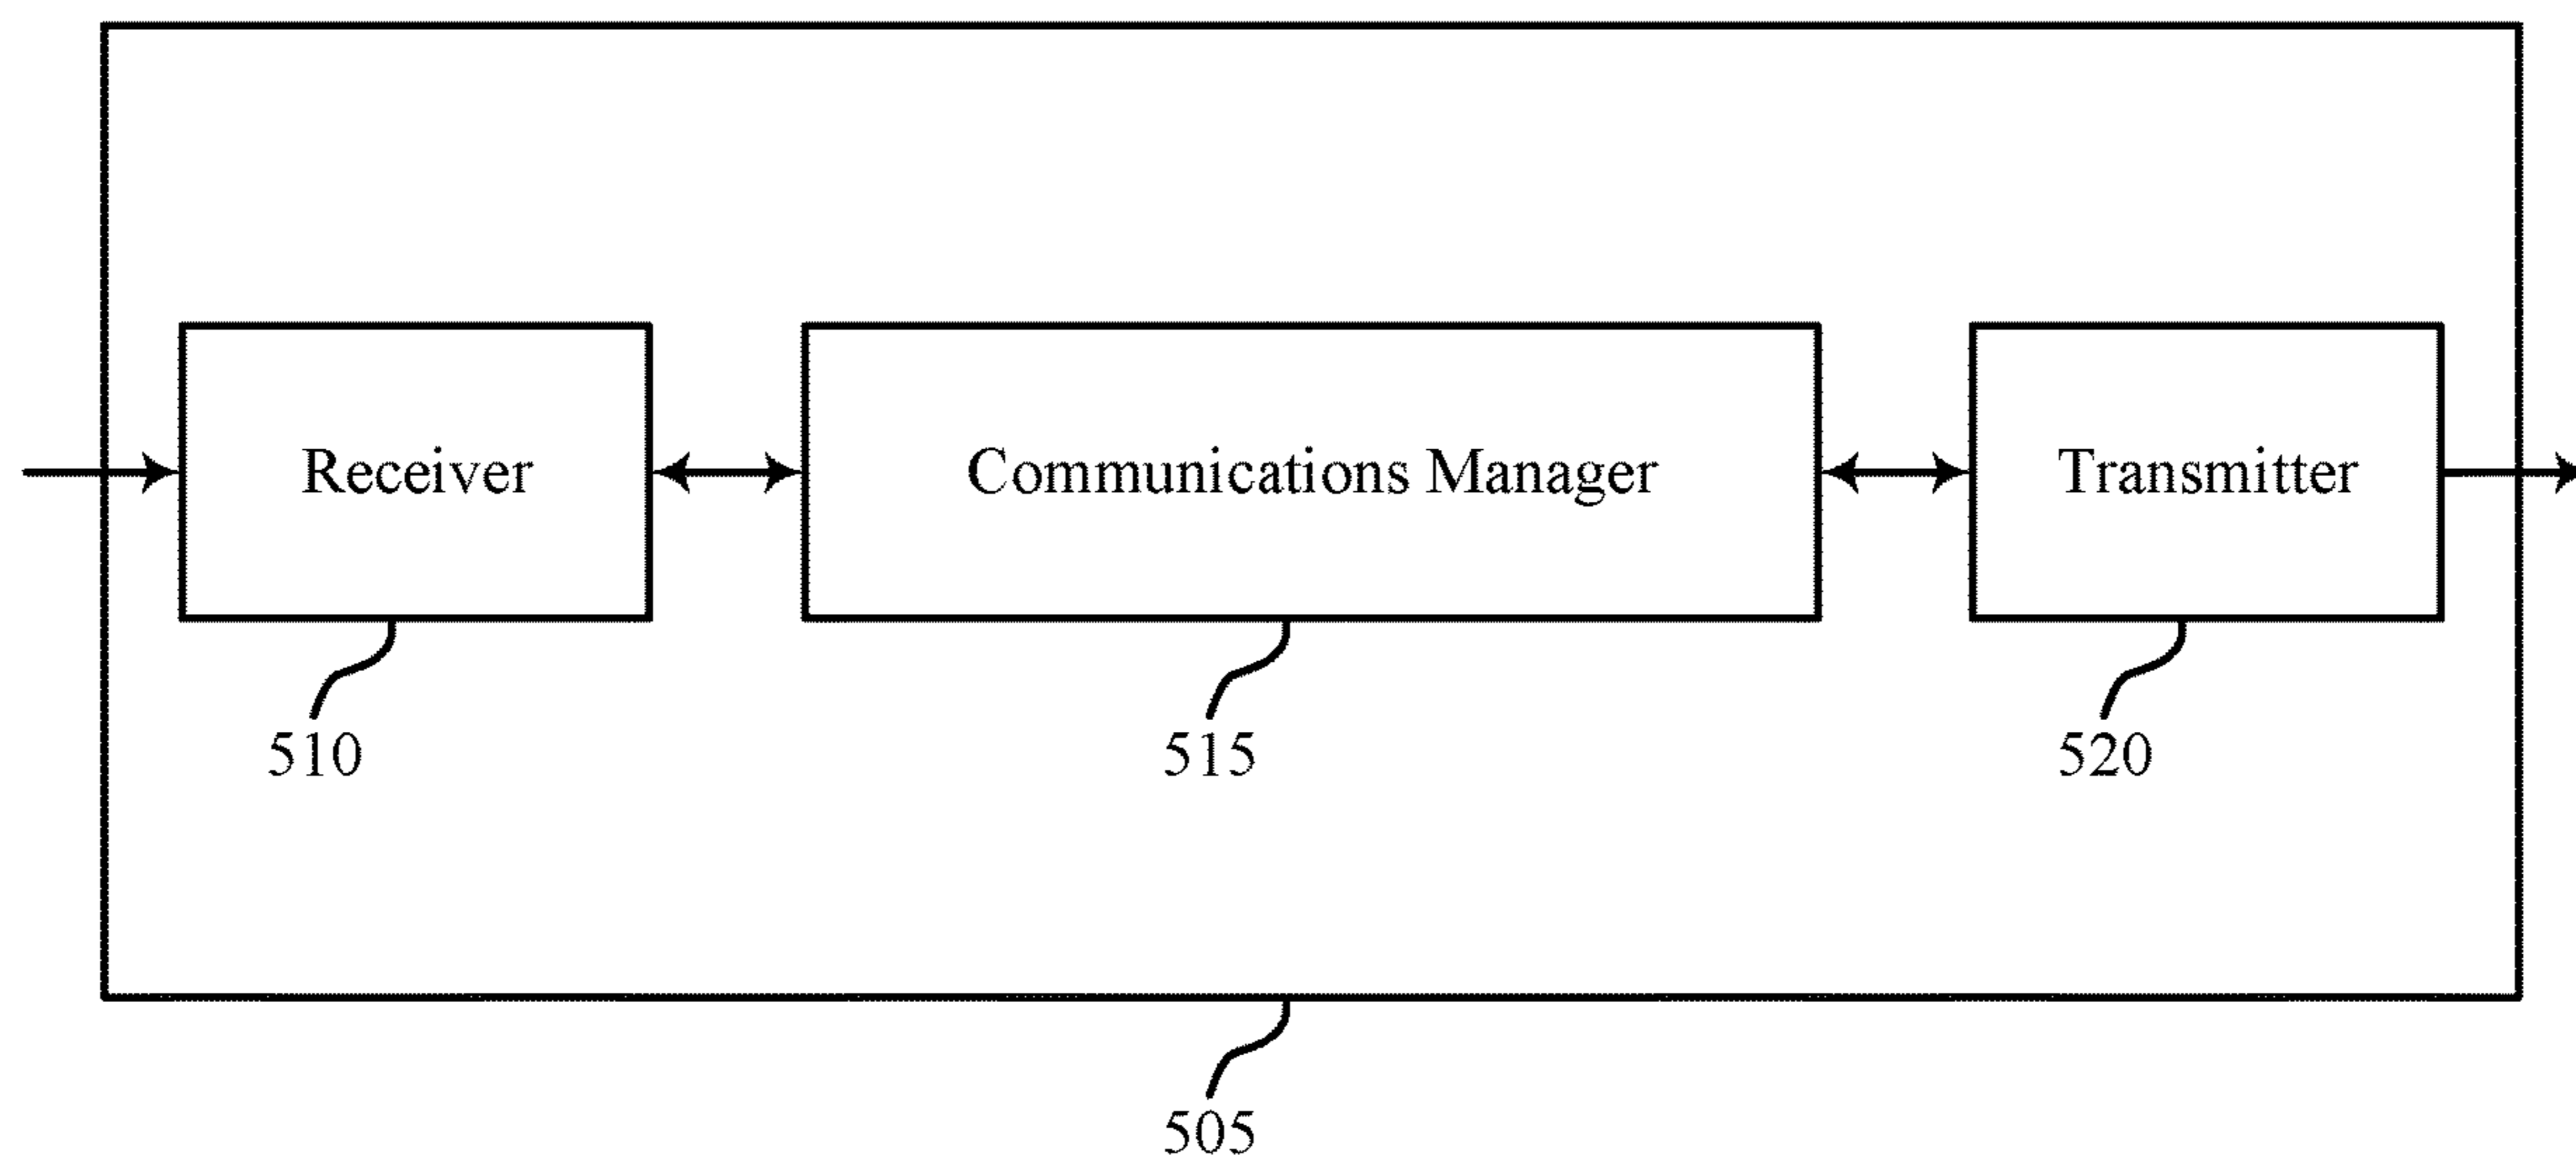 Receiver
Communications Manager
Transmitter
510
515
520
505